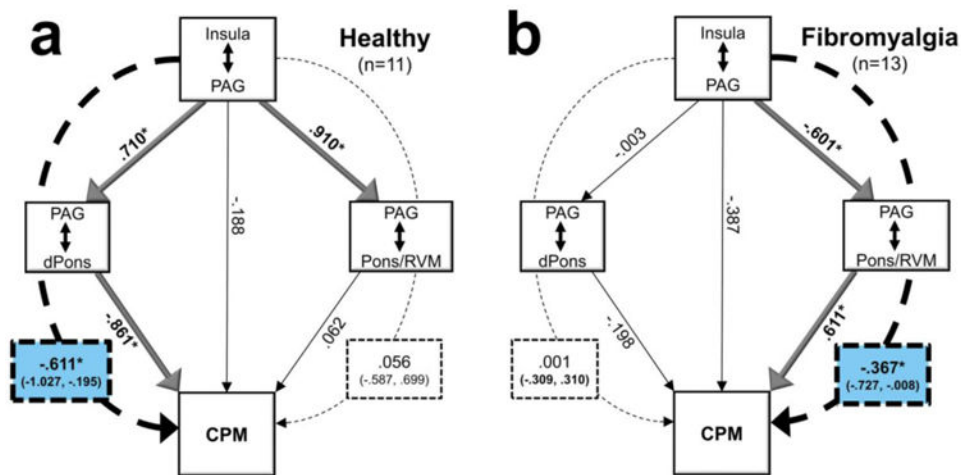 a
Healthy
(n=11)
Insula
PAG
.710*
.910*
-.188
PAG
dPons
PAG
Pons/RVM
-.861*
.062
-.611*
(-1.027, -.195)
.056
(-.587, .699)
CPM
b
Fibromyalgia
(n=13)
Insula
PAG
-.003
-.601*
-.387
PAG
dPons
PAG
Pons/RVM
-.198
.611*
.001
(-.309, .310)
-.367*
(-.727, -.008)
CPM